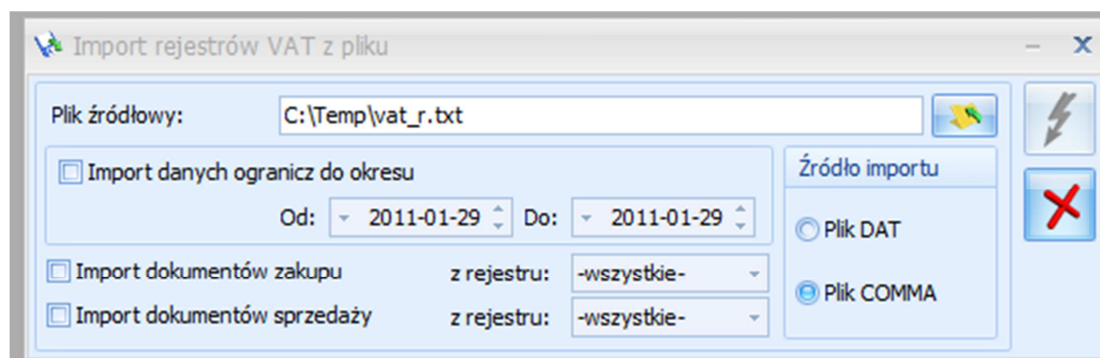 Import rejestrów VAT z pliku
Plik źródłowy: C:\Temp\vat_r.txt
Import danych ogranicz do okresu
Od: 2011-01-29 Do: 2011-01-29
Import dokumentów zakupu z rejestru: -wszystkie-
Import dokumentów sprzedaży z rejestru: -wszystkie-
Źródło importu
Plik DAT
Plik COMMA